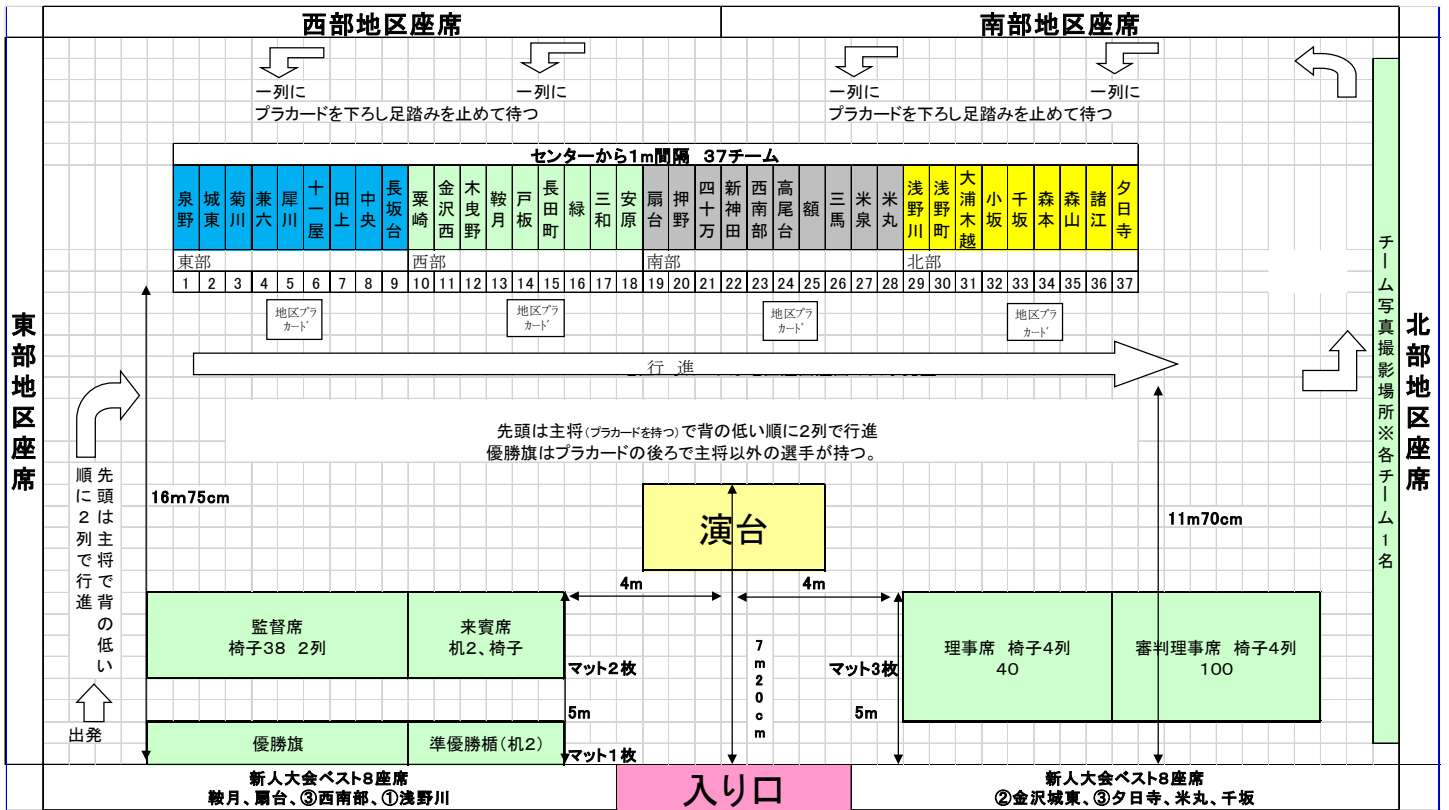 西部地区座席
南部地区座席
一列に
プラカードを下ろし足踏みを止めて待つ
一列に
一列に
プラカードを下ろし足踏みを止めて待つ
一列に
センターから1m間隔 37チーム
泉野 城東 菊川 兼六 犀川 十一屋 田上 中央 長坂台 粟崎 金沢西 木曳野 鞍月 戸板 長田町 緑 三和 安原 扇台 押野 四十万 新神田 西南部 高尾台 額 三馬 米泉 米丸 浅野川 浅野町 大浦木越 小坂 千坂 森本 森山 諸江 夕日寺
東部 西部 南部 北部
1 2 3 4 5 6 7 8 9 10 11 12 13 14 15 16 17 18 19 20 21 22 23 24 25 26 27 28 29 30 31 32 33 34 35 36 37
地区プラカード
地区プラカード
地区プラカード
地区プラカード
東部地区座席
北部地区座席
チーム写真撮影場所※各チーム1名
行 進
先頭は主将(プラカードを持つ)で背の低い順に2列で行進
優勝旗はプラカードの後ろで主将以外の選手が持つ。
先頭は主将で背の低い
順に2列で行進
出発
16m75cm
11m70cm
演台
4m
4m
7m20cm
監督席
椅子38 2列
来賓席
机2、椅子
マット2枚
マット3枚
理事席 椅子4列
40
審判理事席 椅子4列
100
5m
5m
優勝旗
準優勝楯(机2)
マット1枚
新人大会ベスト8座席
鞍月、扇台、③西南部、①浅野川
入り口
新人大会ベスト8座席
②金沢城東、③夕日寺、米丸、千坂